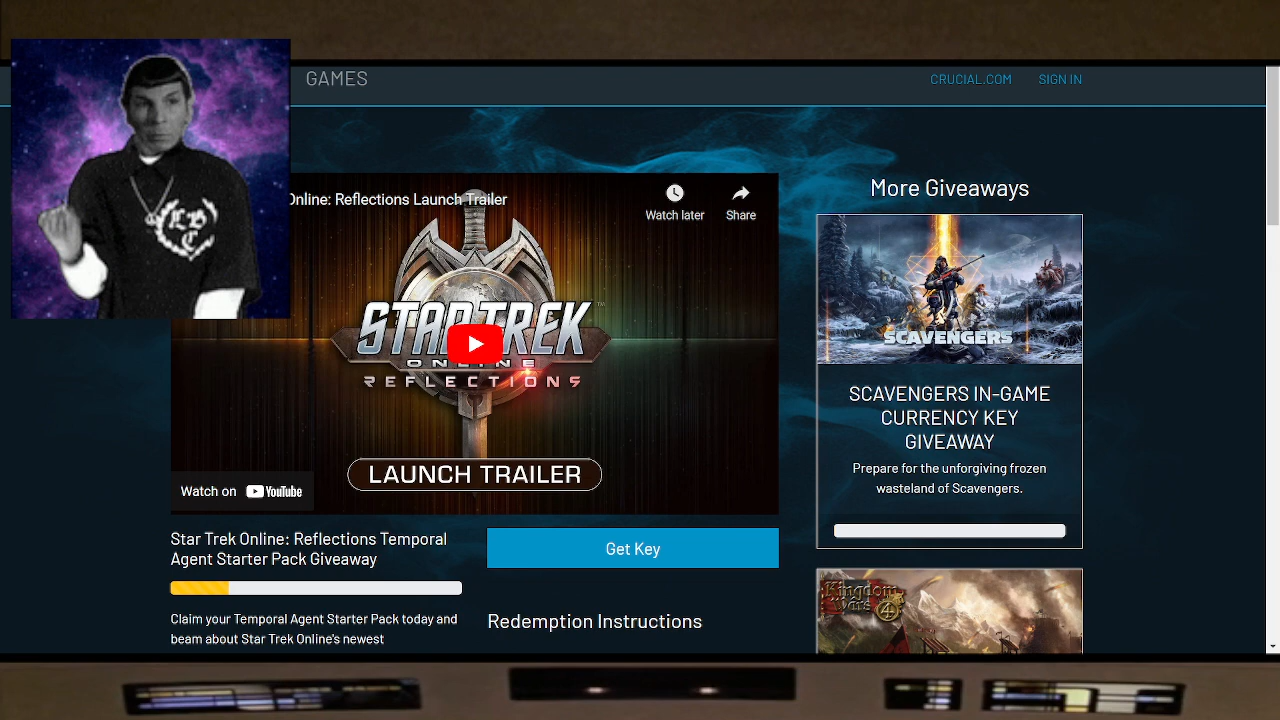 GAMES
CRUCIAL.COM
SIGN IN
LBC
Online: Reflections Launch Trailer
Watch later
Share
STAR TREK
ONLINE
REFLECTIONS
LAUNCH TRAILER
Watch on YouTube
More Giveaways
SCAVENGERS
SCAVENGERS IN-GAME
CURRENCY KEY
GIVEAWAY
Prepare for the unforgiving frozen
wasteland of Scavengers.
Star Trek Online: Reflections Temporal
Agent Starter Pack Giveaway
Get Key
Claim your Temporal Agent Starter Pack today and
beam about Star Trek Online's newest
Redemption Instructions
Kingdom
Wars 4